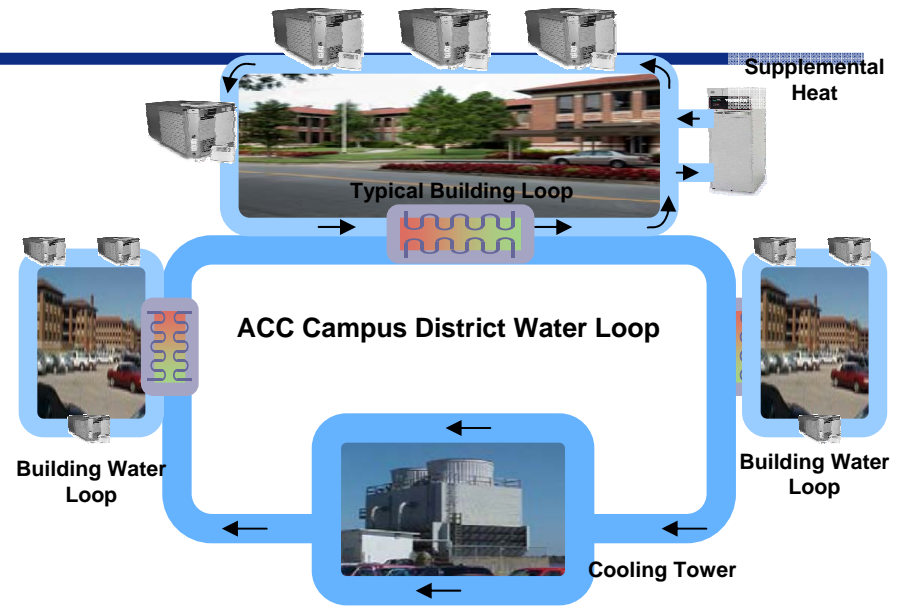 Supplemental
Heat
Typical Building Loop
ACC Campus District Water Loop
Building Water
Loop
Building Water
Loop
Cooling Tower